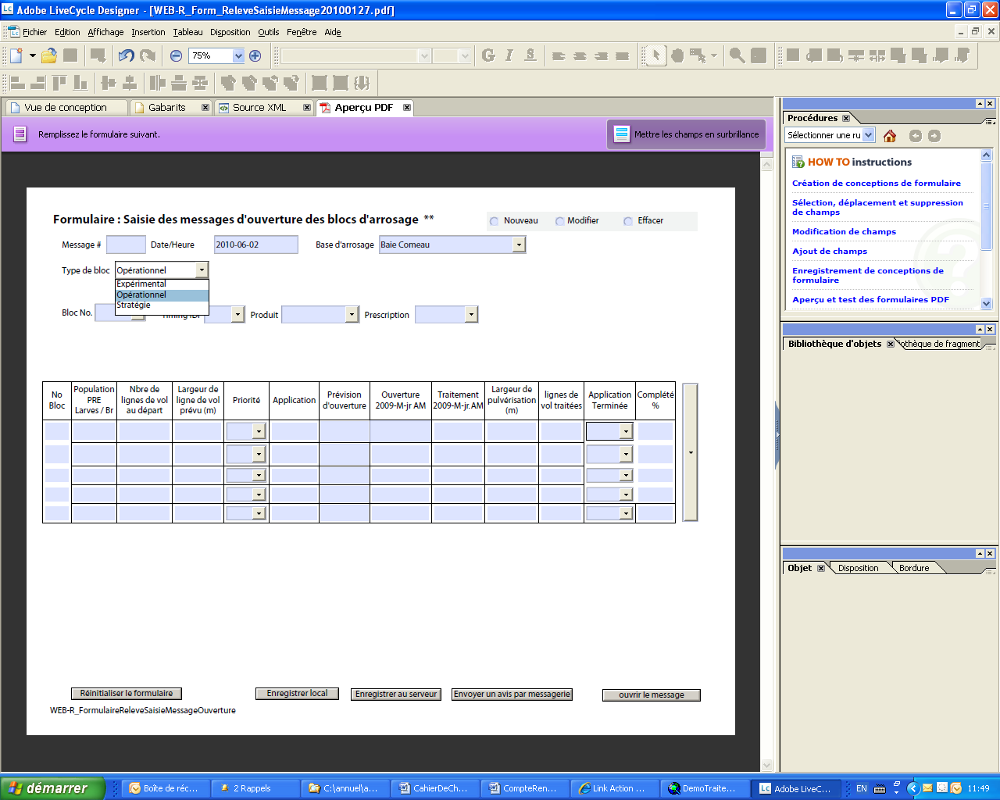 Adobe LiveCycle Designer - [WEB-R_Form_ReleveSaisieMessage20100127.pdf]
Fichier Edition Affichage Insertion Tableau Disposition Outils Fenêtre Aide
75%
G I S
Vue de conception Gabarits Source XML Aperçu PDF
Remplissez le formulaire suivant. Mettre les champs en surbrillance
Formulaire : Saisie des messages d'ouverture des blocs d'arrosage ** Nouveau Modifier Effacer
Message # Date/Heure 2010-06-02 Base d'arrosage Baie Comeau
Type de bloc Opérationnel
Expérimental
Opérationnel
Stratégie
Bloc No. Produit Prescription
No Bloc
Population PRE Larves / Br
Nbre de lignes de vol au départ
Largeur de ligne de vol prévu (m)
Priorité
Application
Prévision d'ouverture
Ouverture 2009-M-jr AM
Traitement 2009-M-jr. AM
Largeur de pulvérisation (m)
lignes de vol traitées
Application Terminée
Complété %
Réinitialiser le formulaire Enregistrer local Enregistrer au serveur Envoyer un avis par messagerie ouvrir le message
WEB-R_FormulaireReleveSaisieMessageOuverture
Procédures
Sélectionner une ru
HOW TO instructions
Création de conceptions de formulaire
Sélection, déplacement et suppression
de champs
Modification de champs
Ajout de champs
Enregistrement de conceptions de
formulaire
Aperçu et test des formulaires PDF
Bibliothèque d'objets iothèque de fragment
Objet Disposition Bordure
démarrer Boîte de réc... 2 Rappels C:\annuel\a... CahierDeCh... CompteRen... Link Action ... DemoTraite... Adobe LiveC... EN 11:49